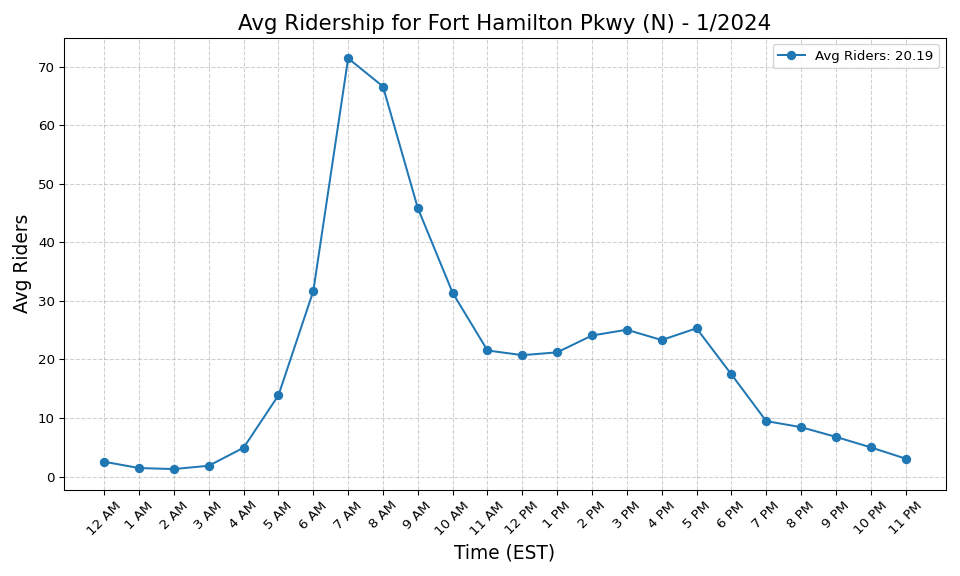 Avg Ridership for Fort Hamilton Pkwy (N) - 1/2024
Avg Riders: 20.19
Avg Riders
70
60
50
40
30
20
10
0
12 AM
1 AM
2 AM
3 AM
4 AM
5 AM
6 AM
7 AM
8 AM
9 AM
10 AM
11 AM
12 PM
1 PM
2 PM
3 PM
4 PM
5 PM
6 PM
7 PM
8 PM
9 PM
10 PM
11 PM
Time (EST)